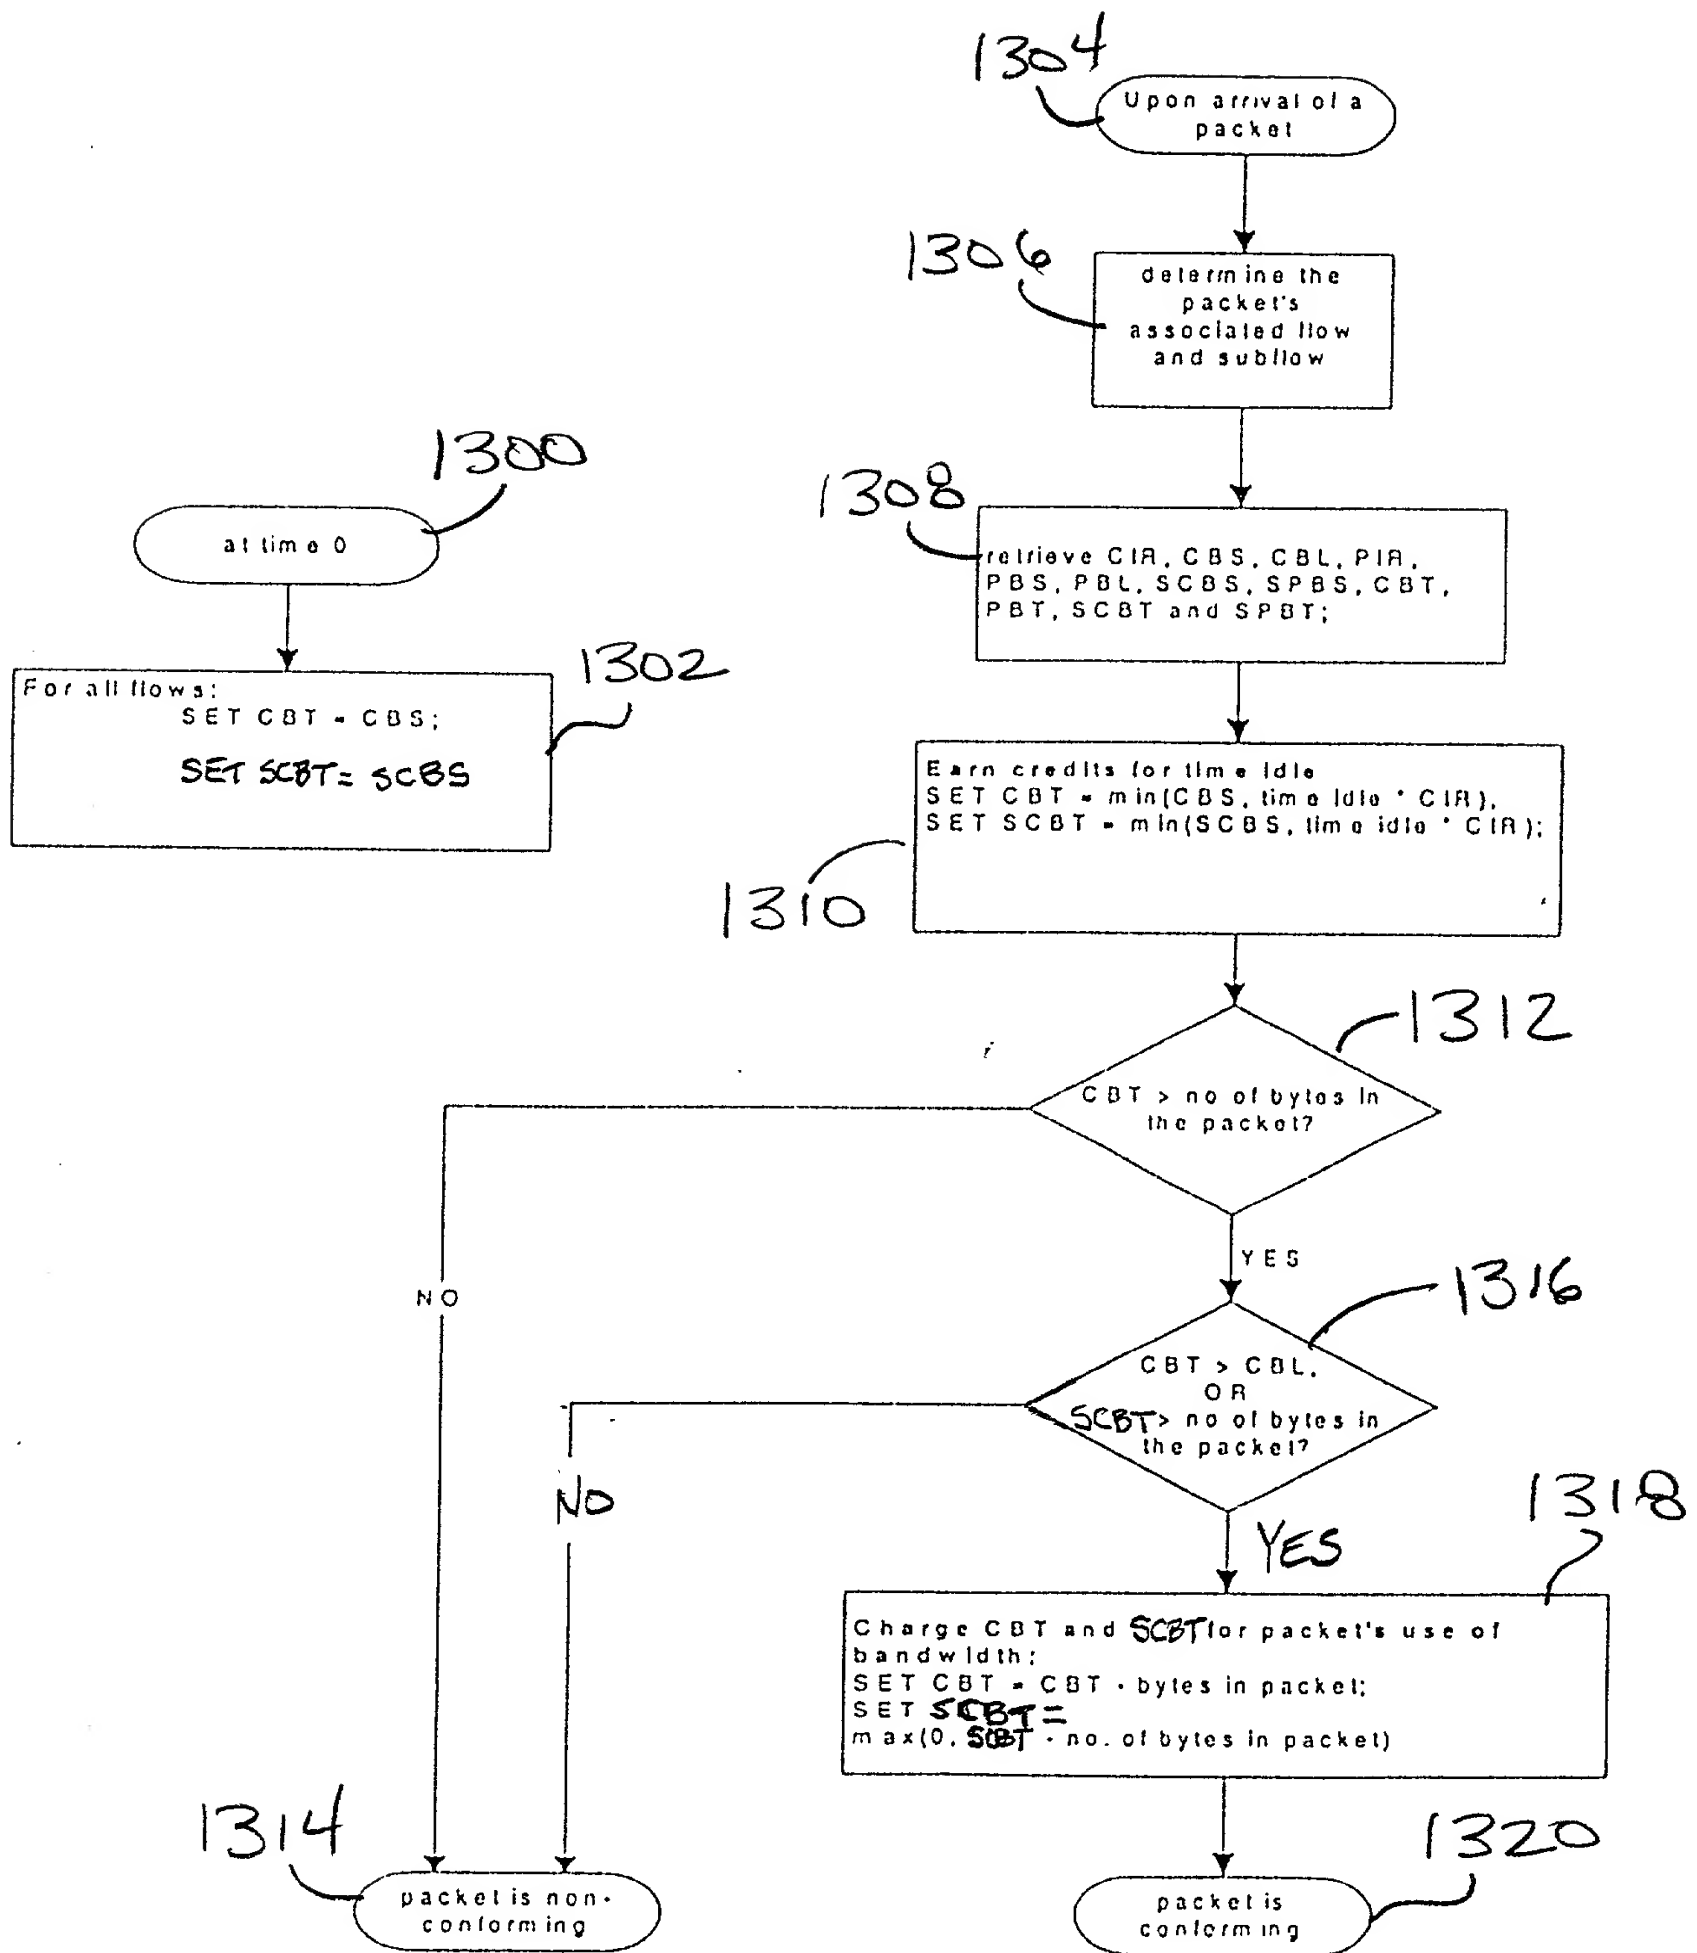 1304
Upon arrival of a
packet
1306
determine the
packet's
associated flow
and subflow
1300
at time 0
1308
retrieve CIR, CBS, CBL, PIR,
PBS, PBL, SCBS, SPBS, CBT,
PBT, SCBT and SPBT;
1302
For all flows:
SET CBT = CBS;
SET SCBT = SCBS
Earn credits for time idle
SET CBT = min(CBS, time idle * CIR),
SET SCBT = min(SCBS, time idle * CIR);
1310
1312
CBT > no of bytes in
the packet?
YES
NO
1316
CBT > CBL,
OR
SCBT > no of bytes in
the packet?
NO
YES
1318
Charge CBT and SCBT for packet's use of
bandwidth:
SET CBT = CBT - bytes in packet;
SET SCBT =
max(0, SCBT - no. of bytes in packet)
1314
packet is non-
conforming
1320
packet is
conforming